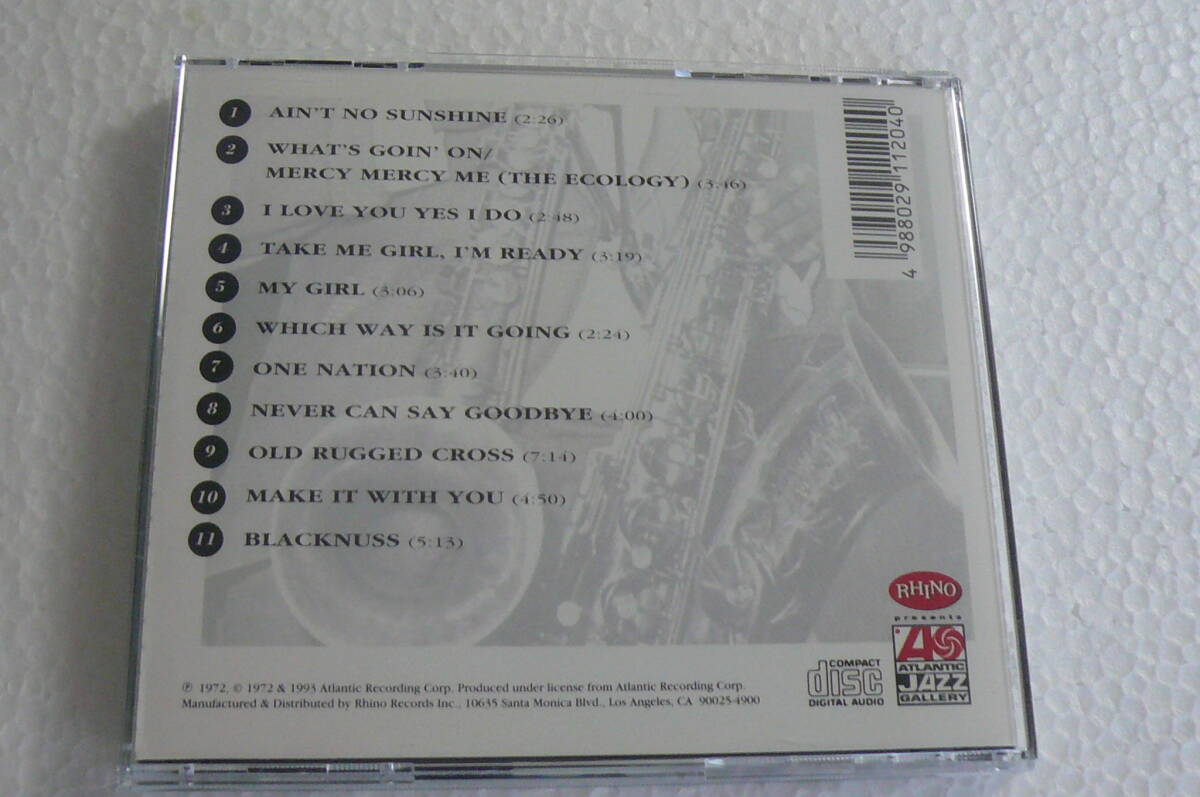 1 AIN'T NO SUNSHINE (2:26)
2 WHAT'S GOIN' ON/
MERCY MERCY ME (THE ECOLOGY) (3:46)
3 I LOVE YOU YES I DO (2:48)
4 TAKE ME GIRL, I'M READY (3:19)
5 MY GIRL (3:06)
6 WHICH WAY IS IT GOING (2:24)
7 ONE NATION (3:40)
8 NEVER CAN SAY GOODBYE (4:00)
9 OLD RUGGED CROSS (7:14)
10 MAKE IT WITH YOU (4:50)
11 BLACKNUSS (5:13)
4 988029 112040
RHINO
presents
ATLANTIC
JAZZ
GALLERY
COMPACT
disc
DIGITAL AUDIO
℗ 1972, © 1972 & 1993 Atlantic Recording Corp. Produced under license from Atlantic Recording Corp.
Manufactured & Distributed by Rhino Records Inc., 10635 Santa Monica Blvd., Los Angeles, CA 90025-4900